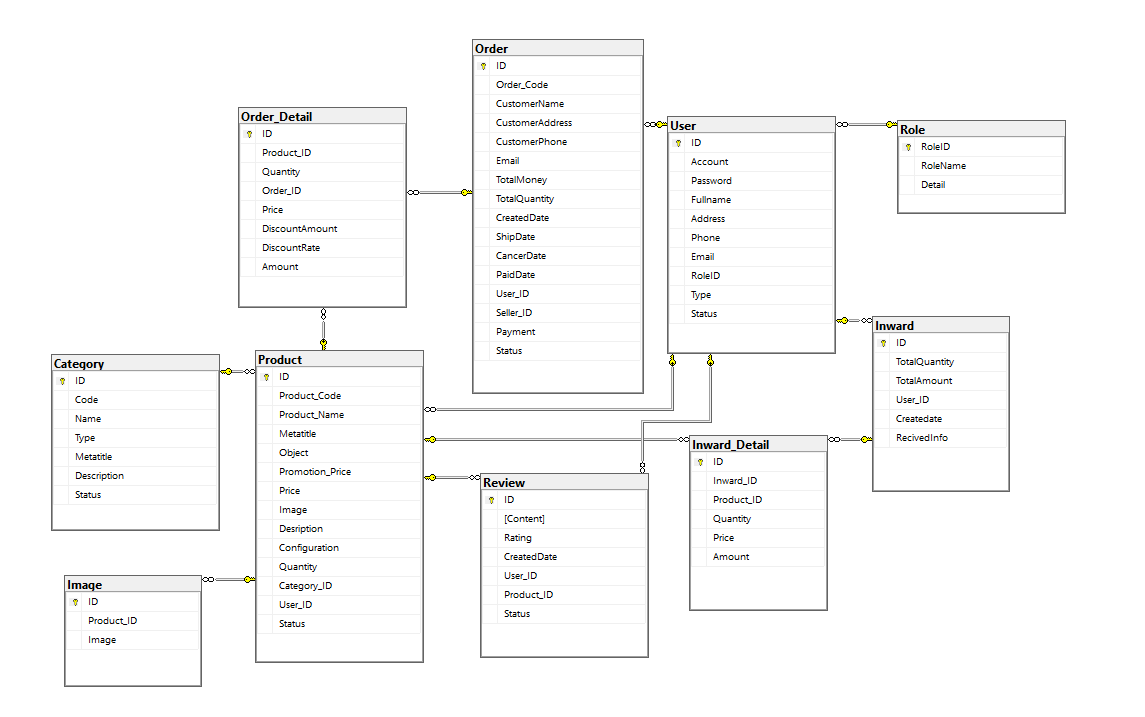 Order
ID
Order_Code
CustomerName
CustomerAddress
CustomerPhone
Email
TotalMoney
TotalQuantity
CreatedDate
ShipDate
CancerDate
PaidDate
User_ID
Seller_ID
Payment
Status
Order_Detail
ID
Product_ID
Quantity
Order_ID
Price
DiscountAmount
DiscountRate
Amount
User
ID
Account
Password
Fullname
Address
Phone
Email
RoleID
Type
Status
Role
RoleID
RoleName
Detail
Inward
ID
TotalQuantity
TotalAmount
User_ID
Createdate
RecivedInfo
Category
ID
Code
Name
Type
Metatitle
Description
Status
Product
ID
Product_Code
Product_Name
Metatitle
Object
Promotion_Price
Price
Image
Desription
Configuration
Quantity
Category_ID
User_ID
Status
Inward_Detail
ID
Inward_ID
Product_ID
Quantity
Price
Amount
Review
ID
[Content]
Rating
CreatedDate
User_ID
Product_ID
Status
Image
ID
Product_ID
Image